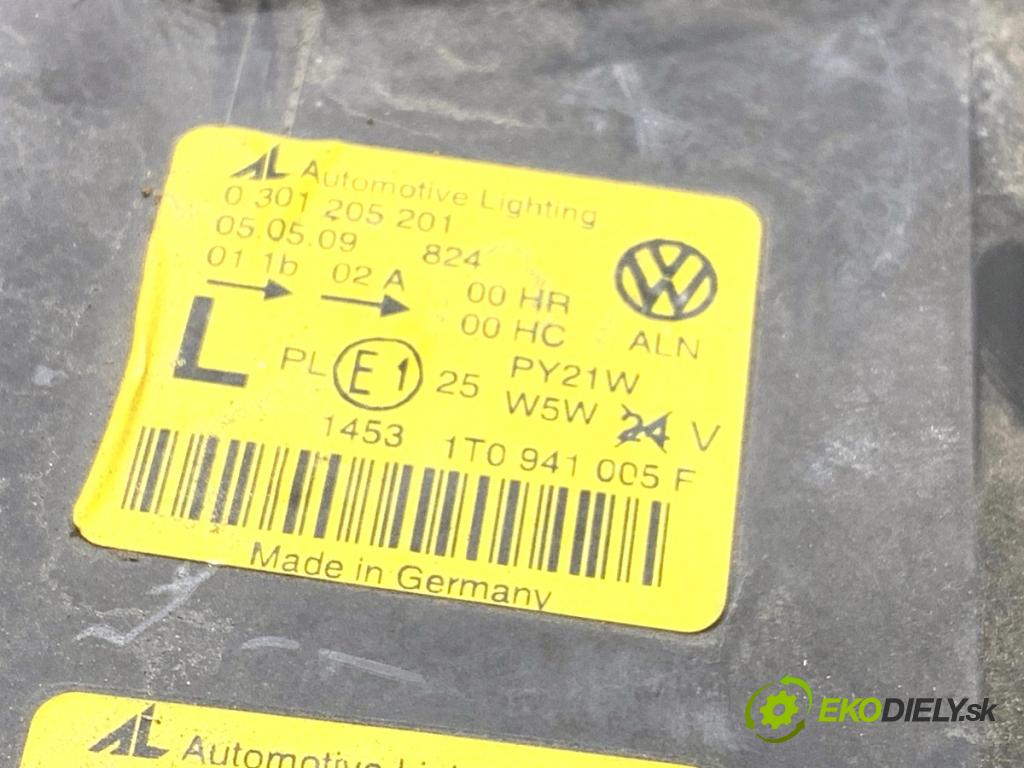 AL Automotive Lighting
0 301 205 201
05.05.09 824
01 1b 02 A 00 HR
00 HC ALN
L PL E1 25 PY21W
W5W 24 V
1453 1T0 941 005 F
Made in Germany
AL Automotive Lighting
EKODIELY.sk